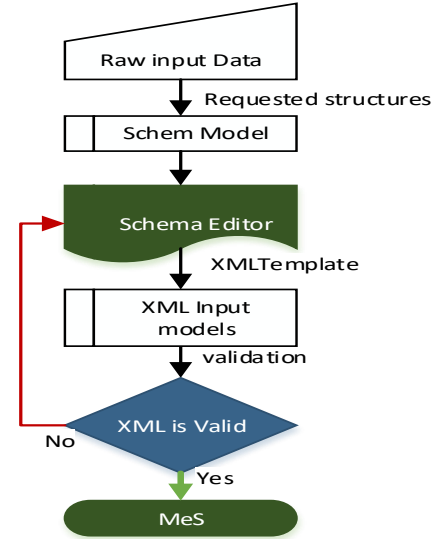 Raw input Data
Requested structures
Schem Model
Schema Editor
XMLTemplate
XML Input
models
validation
XML is Valid
No
Yes
MeS